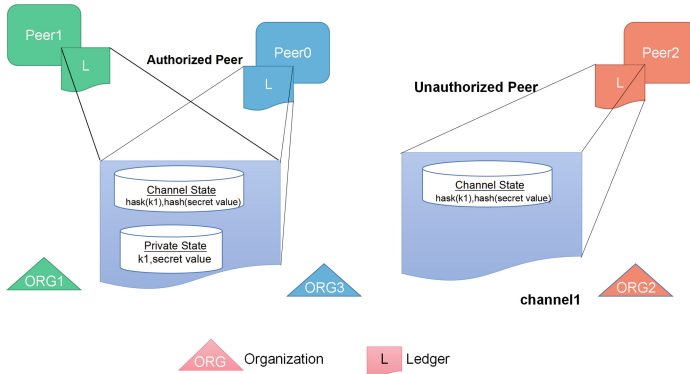 Peer1
L
Authorized Peer
Peer0
L
Unauthorized Peer
Peer2
L
Channel State
hask(k1),hash(secret value)
Private State
k1,secret value
Channel State
hask(k1),hash(secret value)
ORG1
ORG3
channel1
ORG2
ORG
Organization
L
Ledger